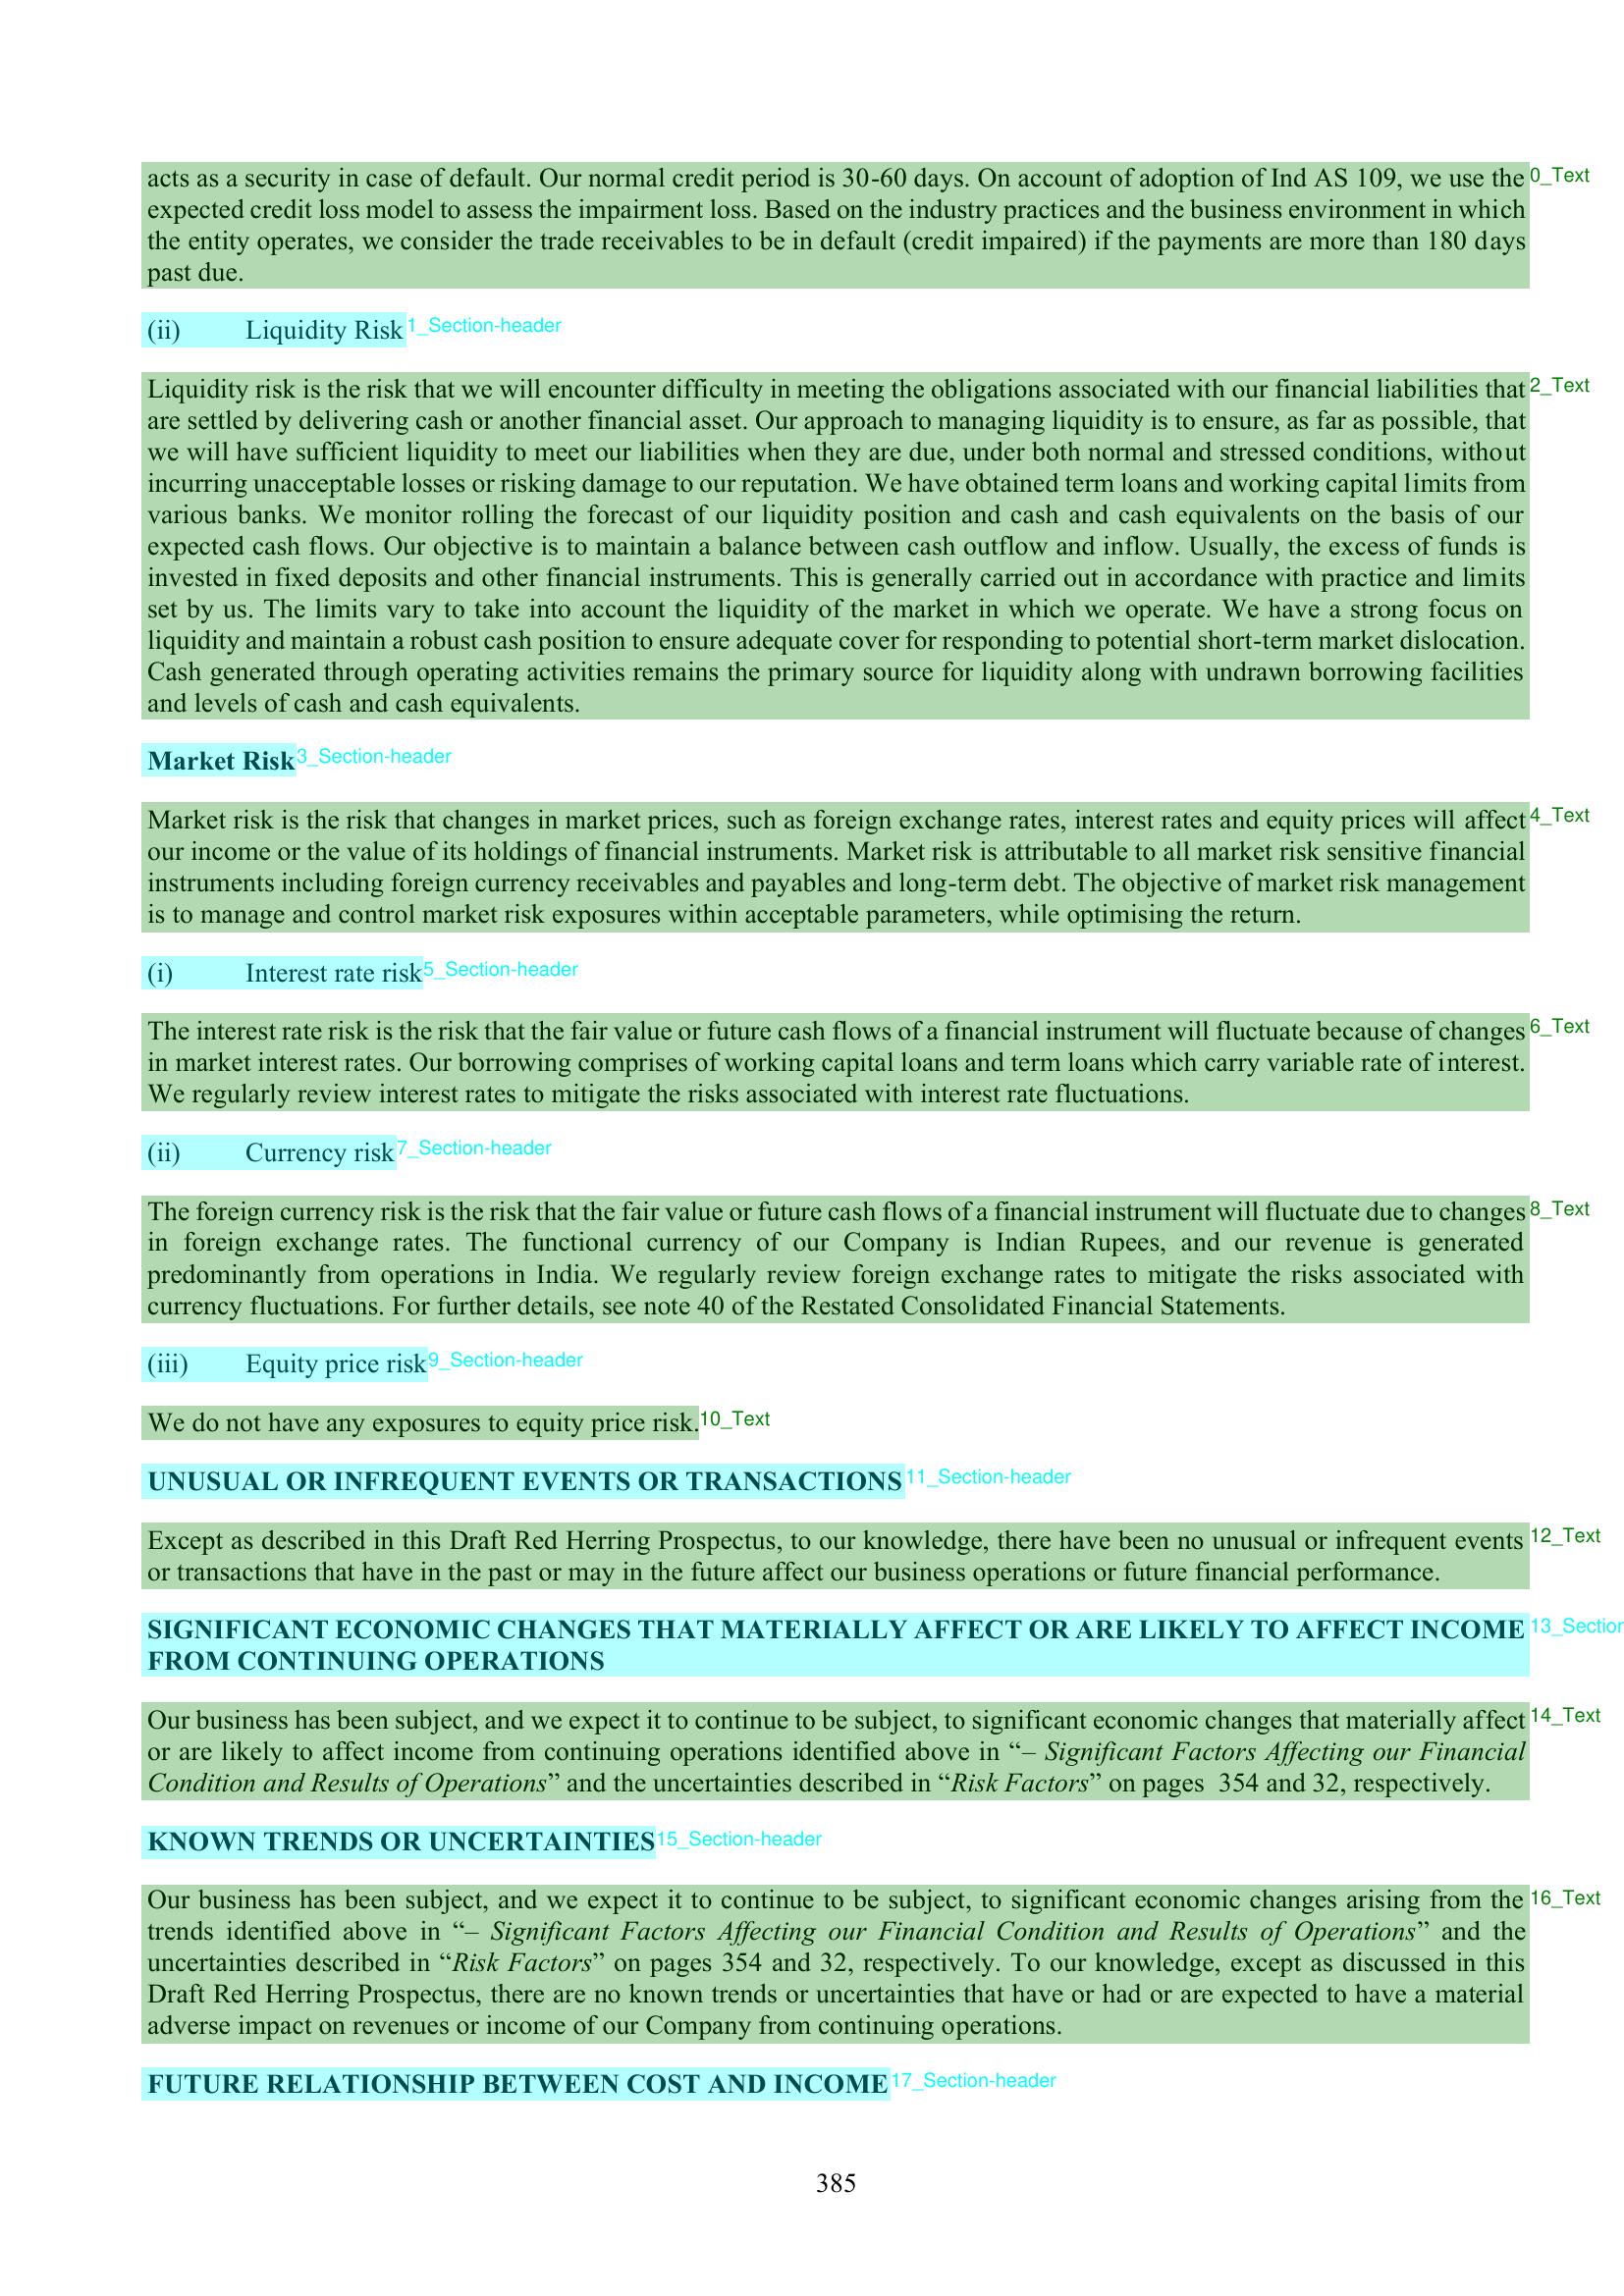 acts as a security in case of default. Our normal credit period is 30-60 days. On account of adoption of Ind AS 109, we use the 0_Text
expected credit loss model to assess the impairment loss. Based on the industry practices and the business environment in which
the entity operates, we consider the trade receivables to be in default (credit impaired) if the payments are more than 180 days
past due.
(ii) Liquidity Risk 1_Section-header
Liquidity risk is the risk that we will encounter difficulty in meeting the obligations associated with our financial liabilities that 2_Text
are settled by delivering cash or another financial asset. Our approach to managing liquidity is to ensure, as far as possible, that
we will have sufficient liquidity to meet our liabilities when they are due, under both normal and stressed conditions, without
incurring unacceptable losses or risking damage to our reputation. We have obtained term loans and working capital limits from
various banks. We monitor rolling the forecast of our liquidity position and cash and cash equivalents on the basis of our
expected cash flows. Our objective is to maintain a balance between cash outflow and inflow. Usually, the excess of funds is
invested in fixed deposits and other financial instruments. This is generally carried out in accordance with practice and limits
set by us. The limits vary to take into account the liquidity of the market in which we operate. We have a strong focus on
liquidity and maintain a robust cash position to ensure adequate cover for responding to potential short-term market dislocation.
Cash generated through operating activities remains the primary source for liquidity along with undrawn borrowing facilities
and levels of cash and cash equivalents.
Market Risk 3_Section-header
Market risk is the risk that changes in market prices, such as foreign exchange rates, interest rates and equity prices will affect 4_Text
our income or the value of its holdings of financial instruments. Market risk is attributable to all market risk sensitive financial
instruments including foreign currency receivables and payables and long-term debt. The objective of market risk management
is to manage and control market risk exposures within acceptable parameters, while optimising the return.
(i) Interest rate risk 5_Section-header
The interest rate risk is the risk that the fair value or future cash flows of a financial instrument will fluctuate because of changes 6_Text
in market interest rates. Our borrowing comprises of working capital loans and term loans which carry variable rate of interest.
We regularly review interest rates to mitigate the risks associated with interest rate fluctuations.
(ii) Currency risk 7_Section-header
The foreign currency risk is the risk that the fair value or future cash flows of a financial instrument will fluctuate due to changes 8_Text
in foreign exchange rates. The functional currency of our Company is Indian Rupees, and our revenue is generated
predominantly from operations in India. We regularly review foreign exchange rates to mitigate the risks associated with
currency fluctuations. For further details, see note 40 of the Restated Consolidated Financial Statements.
(iii) Equity price risk 9_Section-header
We do not have any exposures to equity price risk. 10_Text
UNUSUAL OR INFREQUENT EVENTS OR TRANSACTIONS 11_Section-header
Except as described in this Draft Red Herring Prospectus, to our knowledge, there have been no unusual or infrequent events 12_Text
or transactions that have in the past or may in the future affect our business operations or future financial performance.
SIGNIFICANT ECONOMIC CHANGES THAT MATERIALLY AFFECT OR ARE LIKELY TO AFFECT INCOME 13_Section
FROM CONTINUING OPERATIONS
Our business has been subject, and we expect it to continue to be subject, to significant economic changes that materially affect 14_Text
or are likely to affect income from continuing operations identified above in “– Significant Factors Affecting our Financial
Condition and Results of Operations” and the uncertainties described in “Risk Factors” on pages 354 and 32, respectively.
KNOWN TRENDS OR UNCERTAINTIES 15_Section-header
Our business has been subject, and we expect it to continue to be subject, to significant economic changes arising from the 16_Text
trends identified above in “– Significant Factors Affecting our Financial Condition and Results of Operations” and the
uncertainties described in “Risk Factors” on pages 354 and 32, respectively. To our knowledge, except as discussed in this
Draft Red Herring Prospectus, there are no known trends or uncertainties that have or had or are expected to have a material
adverse impact on revenues or income of our Company from continuing operations.
FUTURE RELATIONSHIP BETWEEN COST AND INCOME 17_Section-header
385